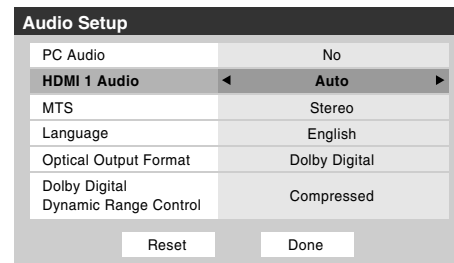 Audio Setup
PC Audio No
HDMI 1 Audio ◀ Auto ▶
MTS Stereo
Language English
Optical Output Format Dolby Digital
Dolby Digital
Dynamic Range Control Compressed
Reset Done